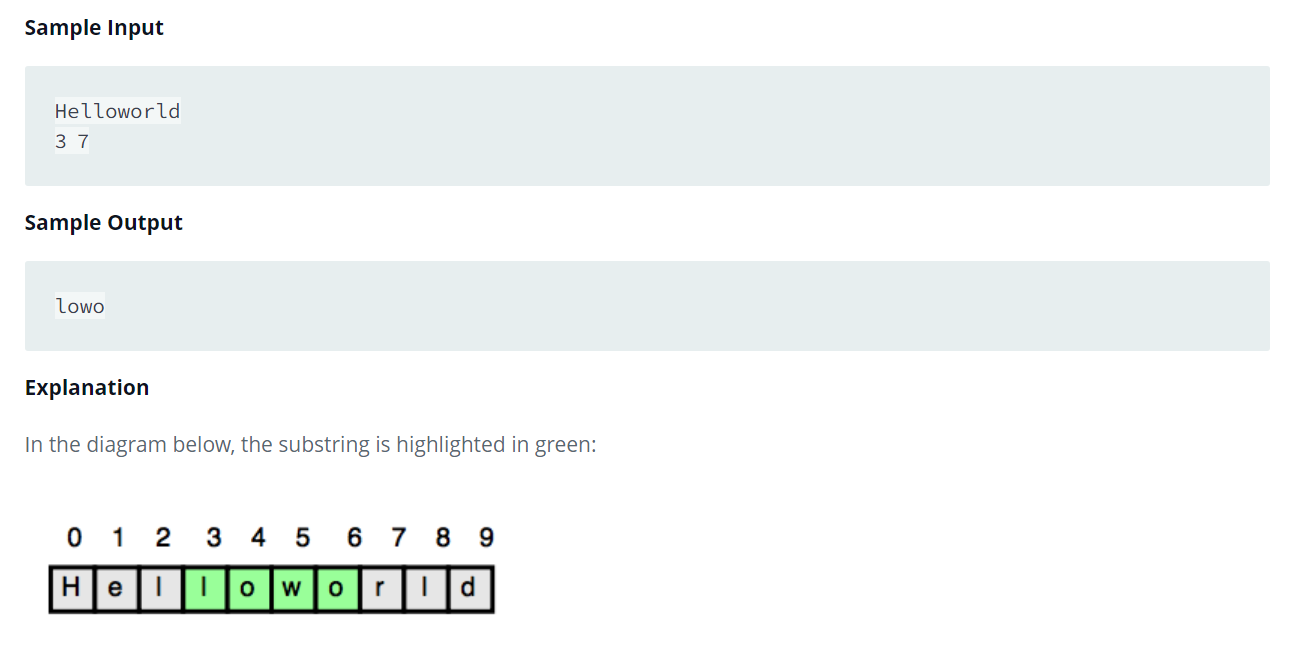 Sample Input
Helloworld
3 7
Sample Output
lowo
Explanation
In the diagram below, the substring is highlighted in green:
0 1 2 3 4 5 6 7 8 9
H e l l o w o r l d